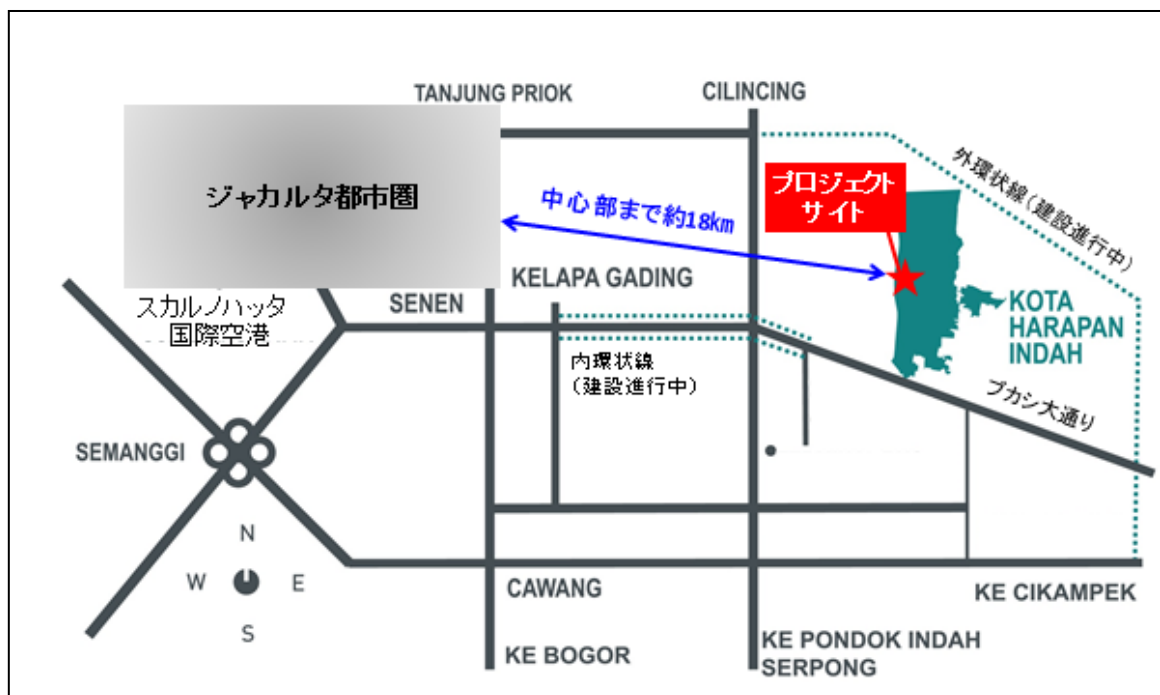 TANJUNG PRIOK
CILINCING
ジャカルタ都市圏
中心部まで約18km
プロジェクト
サイト
外環状線(建設進行中)
KELAPA GADING
スカルノハッタ
国際空港
SENEN
KOTA
HARAPAN
INDAH
内環状線
(建設進行中)
ブカシ大通り
SEMANGGI
N
W
E
S
CAWANG
KE CIKAMPEK
KE BOGOR
KE PONDOK INDAH
SERPONG